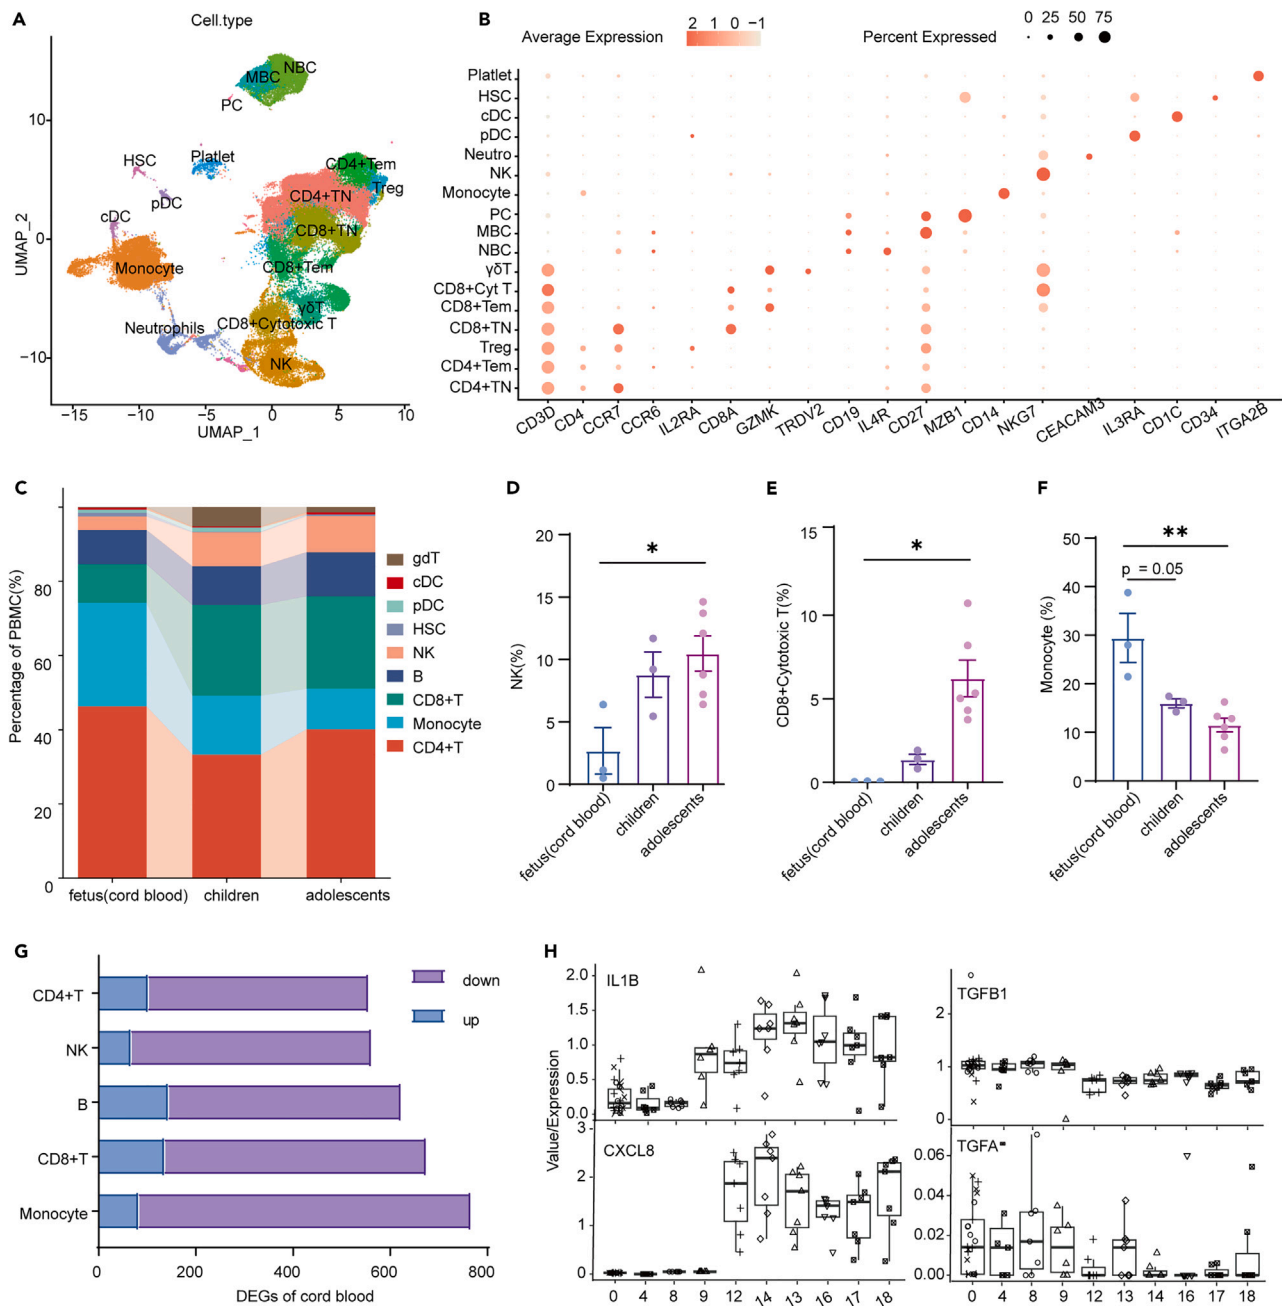 A
Cell.type
NBC
MBC
PC
10
HSC
Platlet
CD4+Tem
Treg
pDC
CD4+TN
cDC
CD8+TN
0
Monocyte
CD8+Tem
γδT
Neutrophils
CD8+Cytotoxic T
−10
NK
−15
−10
−5
0
5
10
UMAP_1
UMAP_2
B
Average Expression
2 1 0 −1
Percent Expressed
0 25 50 75
Platlet
HSC
cDC
pDC
Neutro
NK
Monocyte
PC
MBC
NBC
γδT
CD8+Cyt T
CD8+Tem
CD8+TN
Treg
CD4+Tem
CD4+TN
CD3D
CD4
CCR7
CCR6
IL2RA
CD8A
GZMK
TRDV2
CD19
IL4R
CD27
MZB1
CD14
NKG7
CEACAM3
IL3RA
CD1C
CD34
ITGA2B
C
Percentage of PBMC(%)
80
60
40
20
0
fetus(cord blood)
children
adolescents
gdT
cDC
pDC
HSC
NK
B
CD8+T
Monocyte
CD4+T
D
NK(%)
20
15
10
5
0
*
fetus(cord blood)
children
adolescents
E
CD8+Cytotoxic T(%)
15
10
5
0
*
fetus(cord blood)
children
adolescents
F
Monocyte (%)
50
40
30
20
10
0
**
p = 0.05
fetus(cord blood)
children
adolescents
G
CD4+T
NK
B
CD8+T
Monocyte
down
up
0
200
400
600
800
DEGs of cord blood
H
Value/Expression
IL1B
2.0
1.5
1.0
0.5
0.0
TGFB1
2
1
0
CXCL8
3
2
1
0
0 4 8 9 12 14 13 16 17 18
TGFA
0.06
0.04
0.02
0.00
0 4 8 9 12 13 14 16 17 18